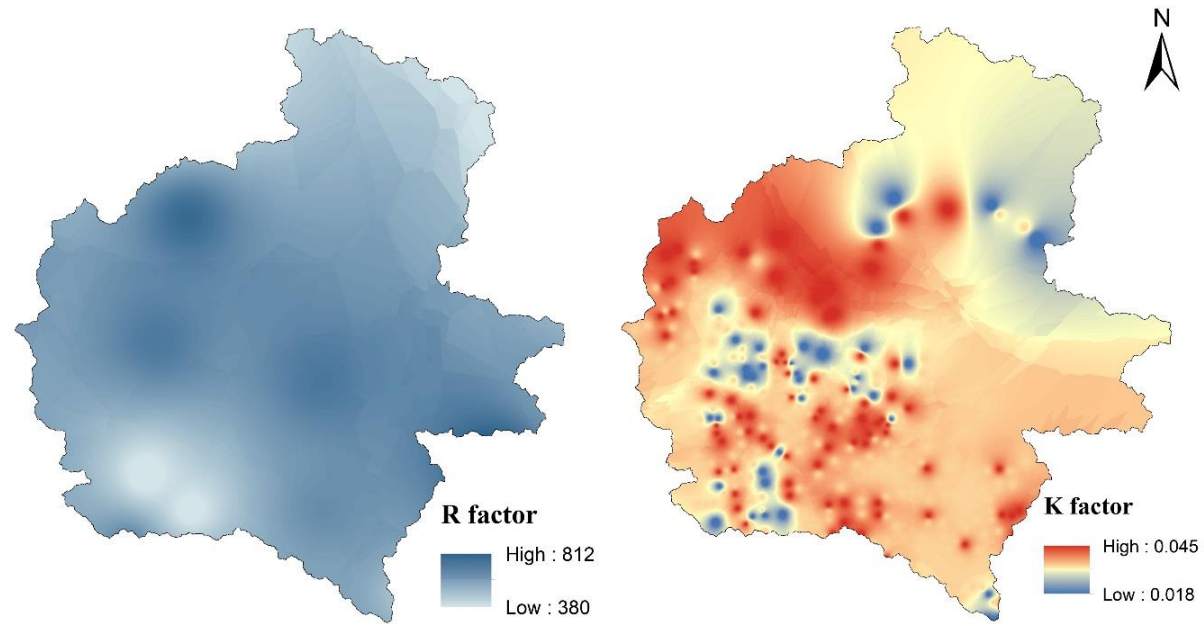 N
R factor
High : 812
Low : 380
K factor
High : 0.045
Low : 0.018